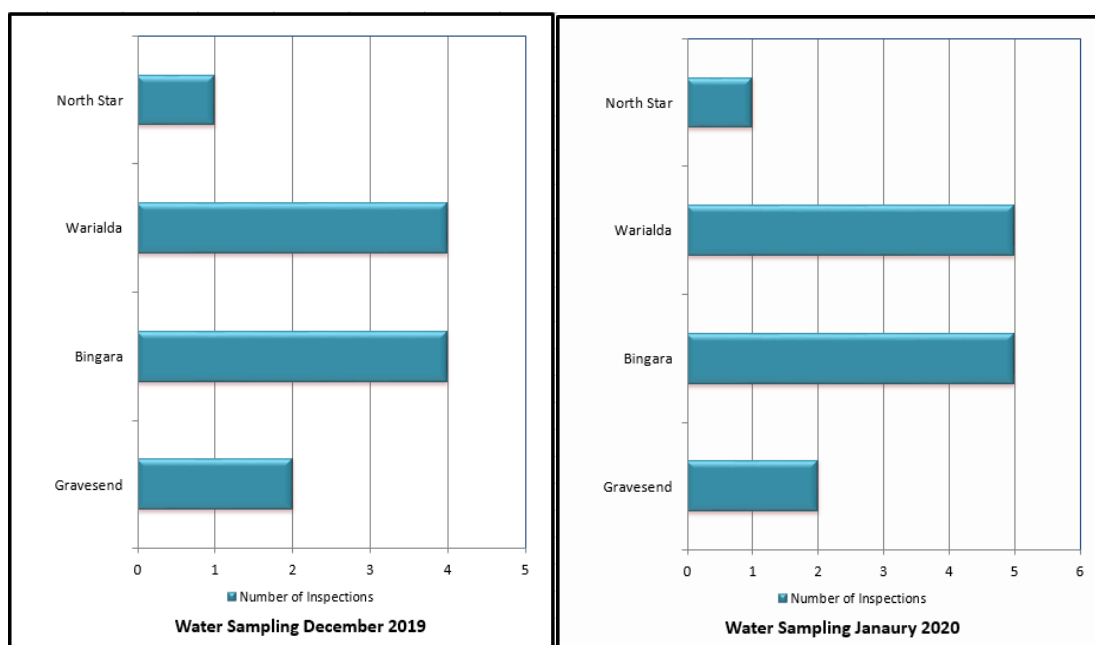 North Star
Warialda
Bingara
Gravesend
0 1 2 3 4 5
Number of Inspections
Water Sampling December 2019
North Star
Warialda
Bingara
Gravesend
0 1 2 3 4 5 6
Number of Inspections
Water Sampling Janaury 2020